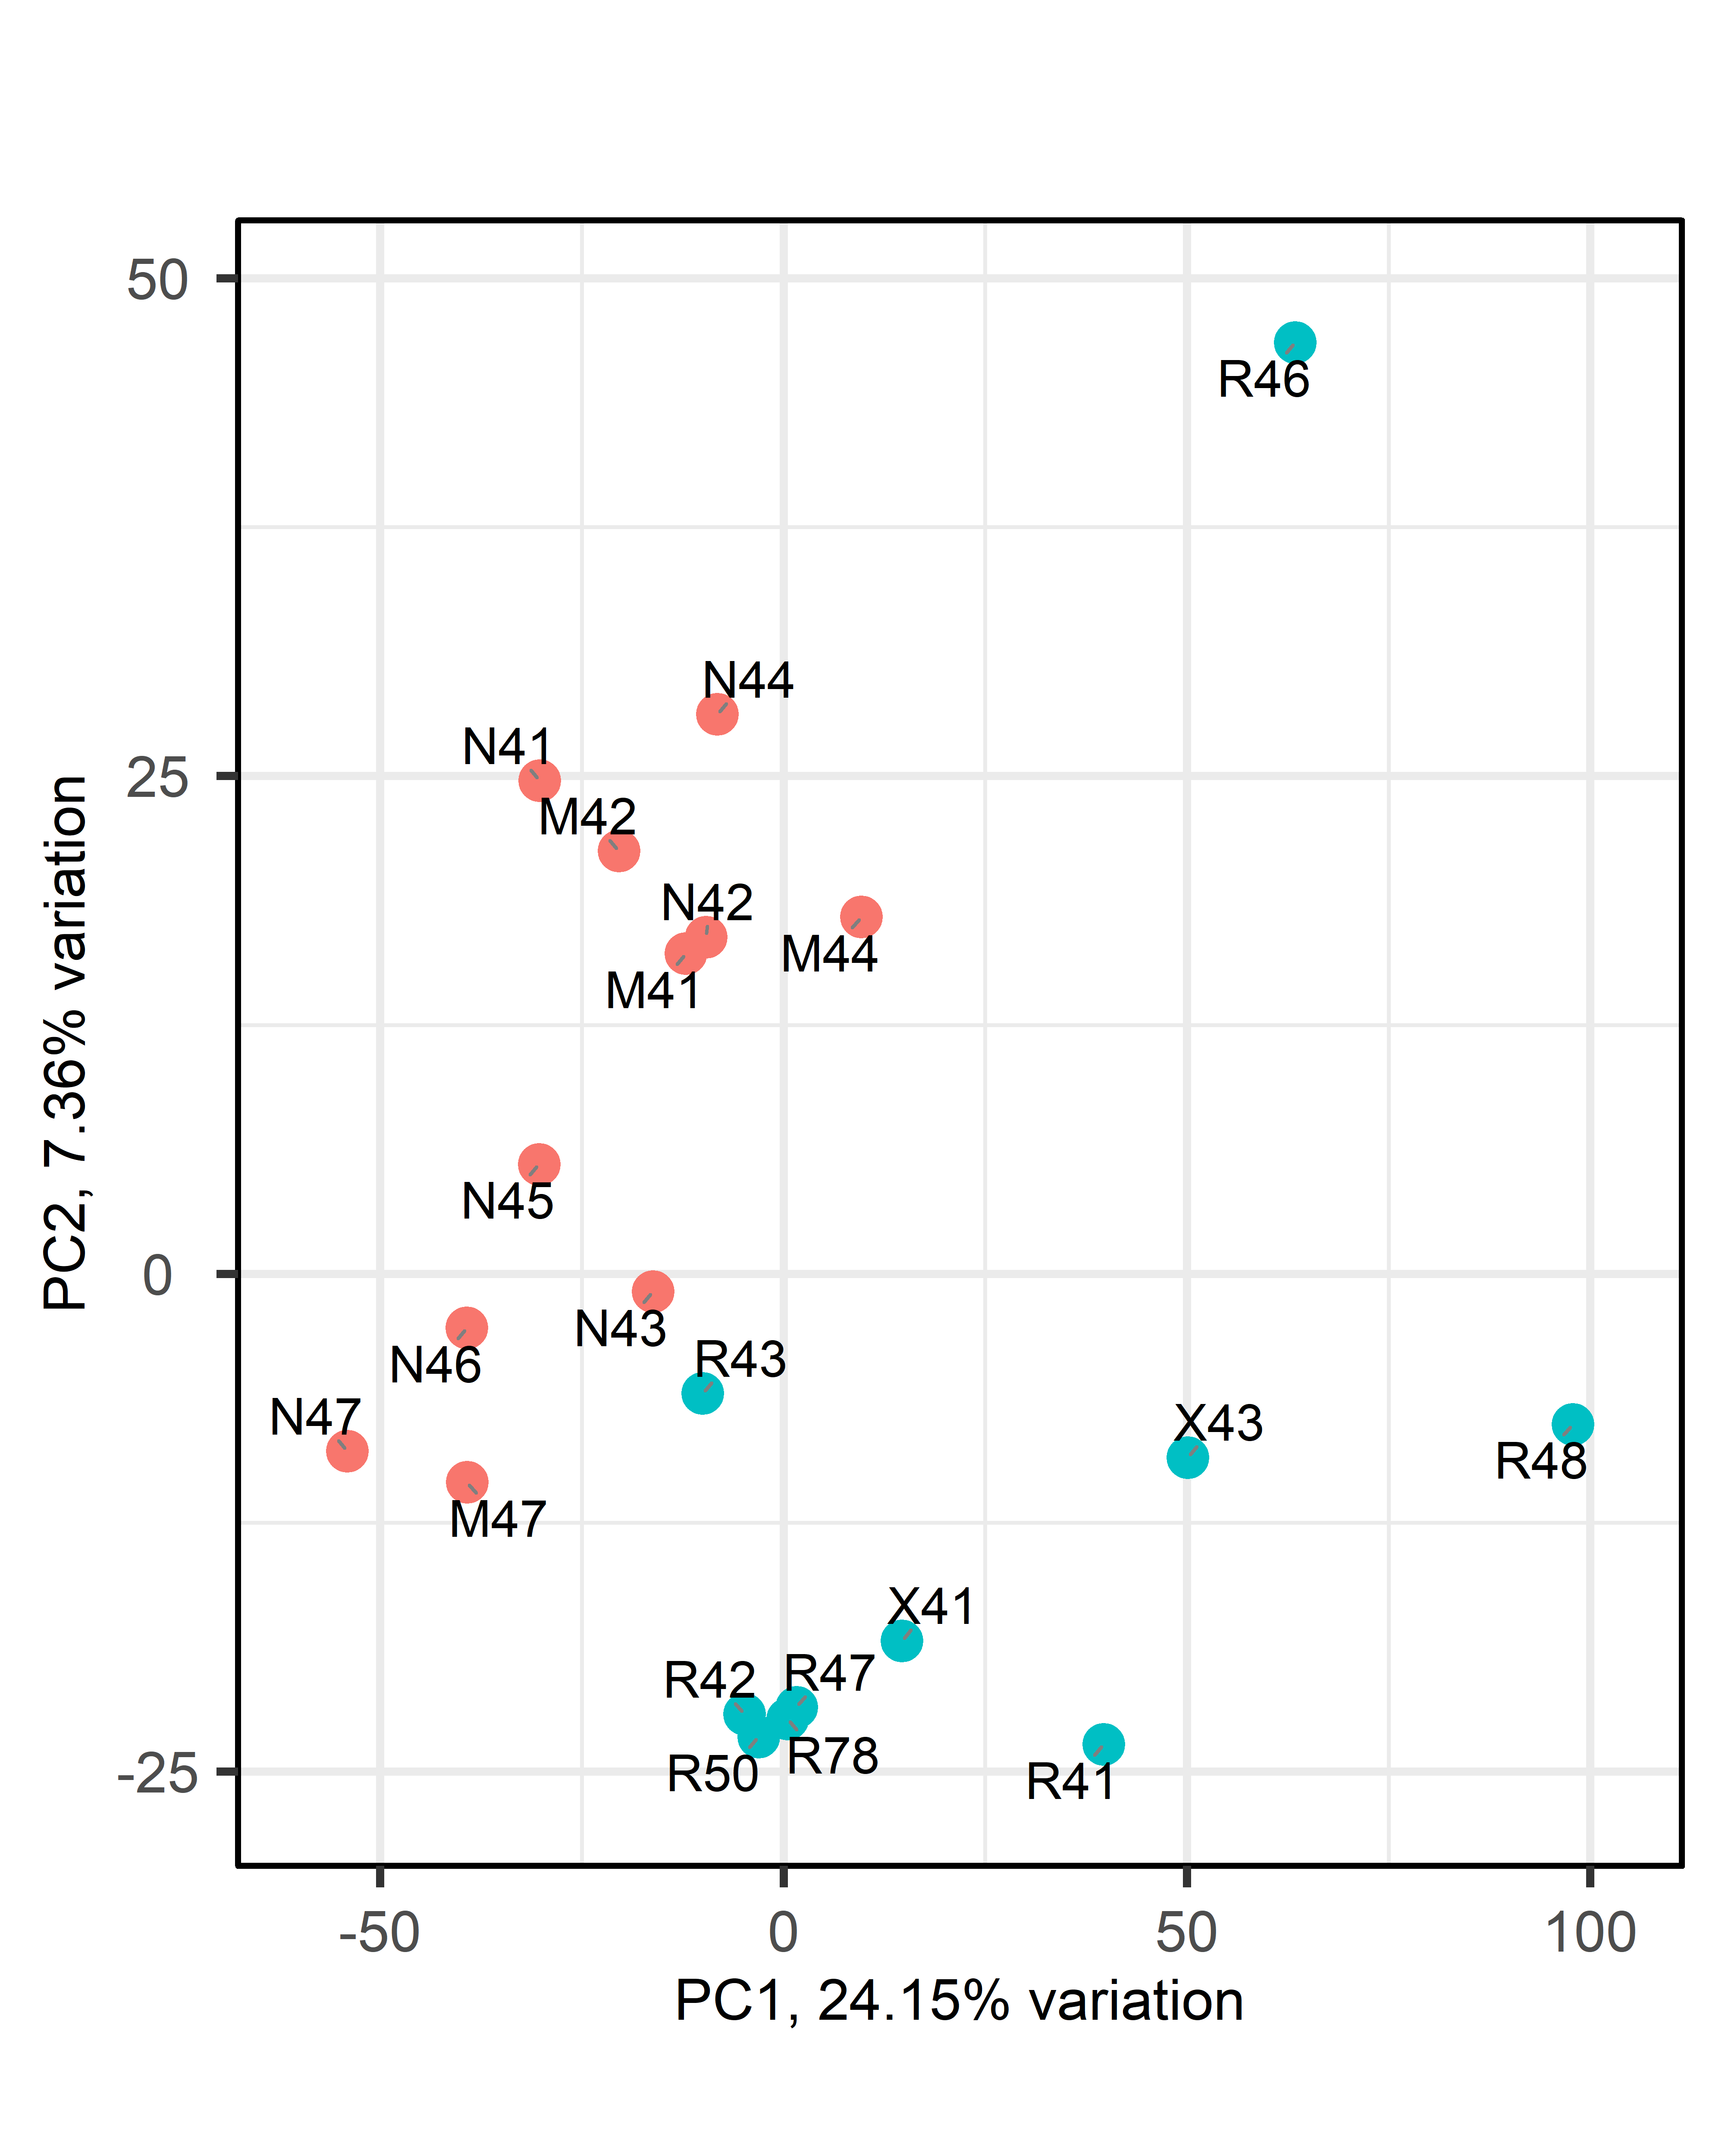 50
R46
N44
N41
25
M42
N42
M44
M41
PC2, 7.36% variation
N45
0
N43
N46
R43
N47
X43
R48
M47
X41
R42
R47
R50
R78
R41
-25
-50
0
50
100
PC1, 24.15% variation